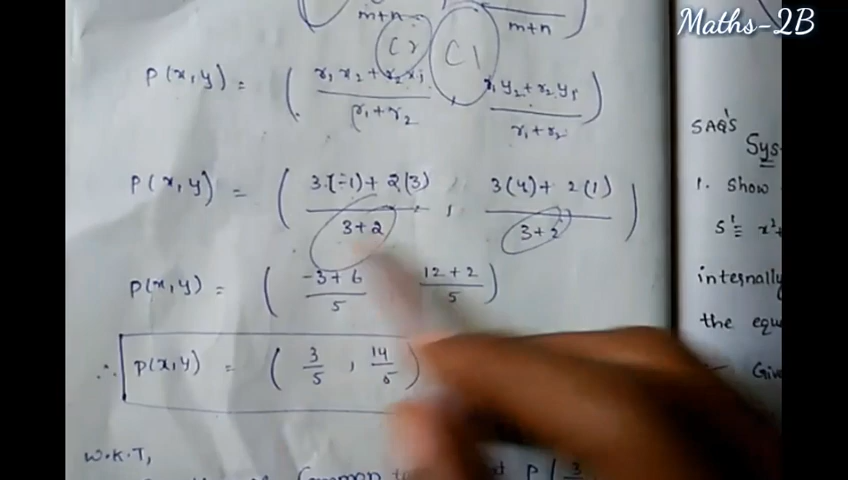 Maths-2B
m+n m+n
C2 C1
P(x,y) = ( r₁x₂+r₂x₁ / r₁+r₂ r₁y₂+r₂y₁ / r₁+r₂ )
P(x,y) = ( 3(-1)+2(3) / 3+2 , 3(4)+2(1) / 3+2 )
P(x,y) = ( -3+6 / 5 12+2 / 5 )
∴ P(x,y) = ( 3/5 , 14/5 )
W.K.T,
Common
SAQ'S
Sys
1. Show
S' ≡ x²+
internally
the equ
Give